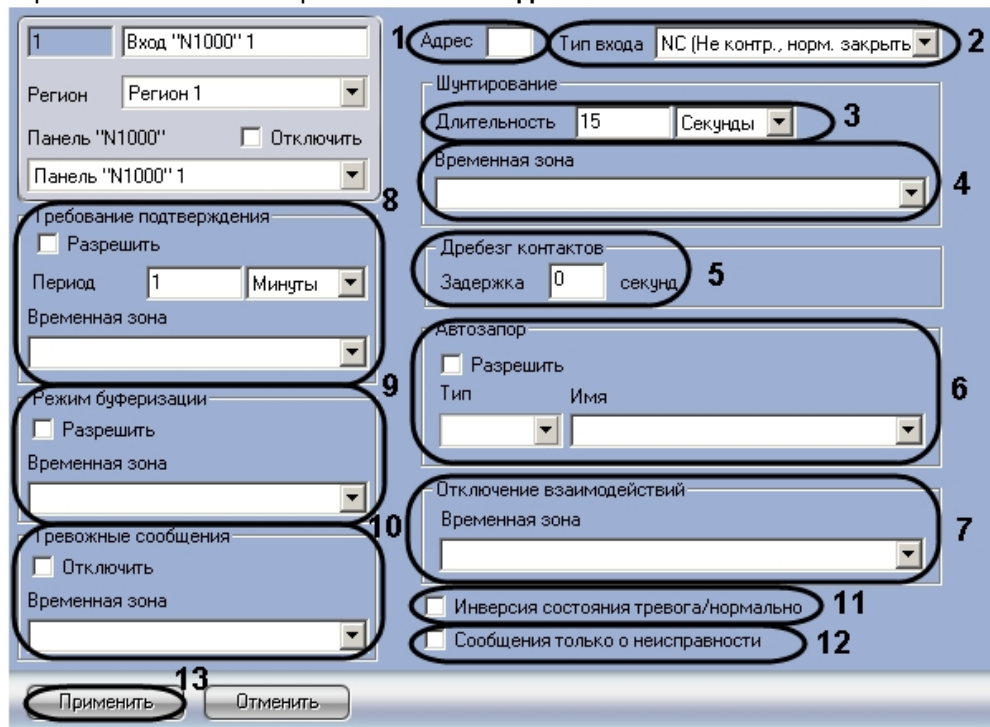 1
Вход "N1000" 1
Регион
Регион 1
Панель "N1000"
Отключить
Панель "N1000" 1
8
Требование подтверждения
Разрешить
Период
1
Минуты
Временная зона
9
Режим буферизации
Разрешить
Временная зона
10
Тревожные сообщения
Отключить
Временная зона
1
Адрес
Тип входа
NC (Не контр., норм. закрыть
2
Шунтирование
Длительность
15
Секунды
3
Временная зона
4
Дребезг контактов
Задержка
0
секунд
5
Автозапор
Разрешить
Тип
Имя
6
Отключение взаимодействий
Временная зона
7
Инверсия состояния тревога/нормально
11
Сообщения только о неисправности
12
13
Применить
Отменить